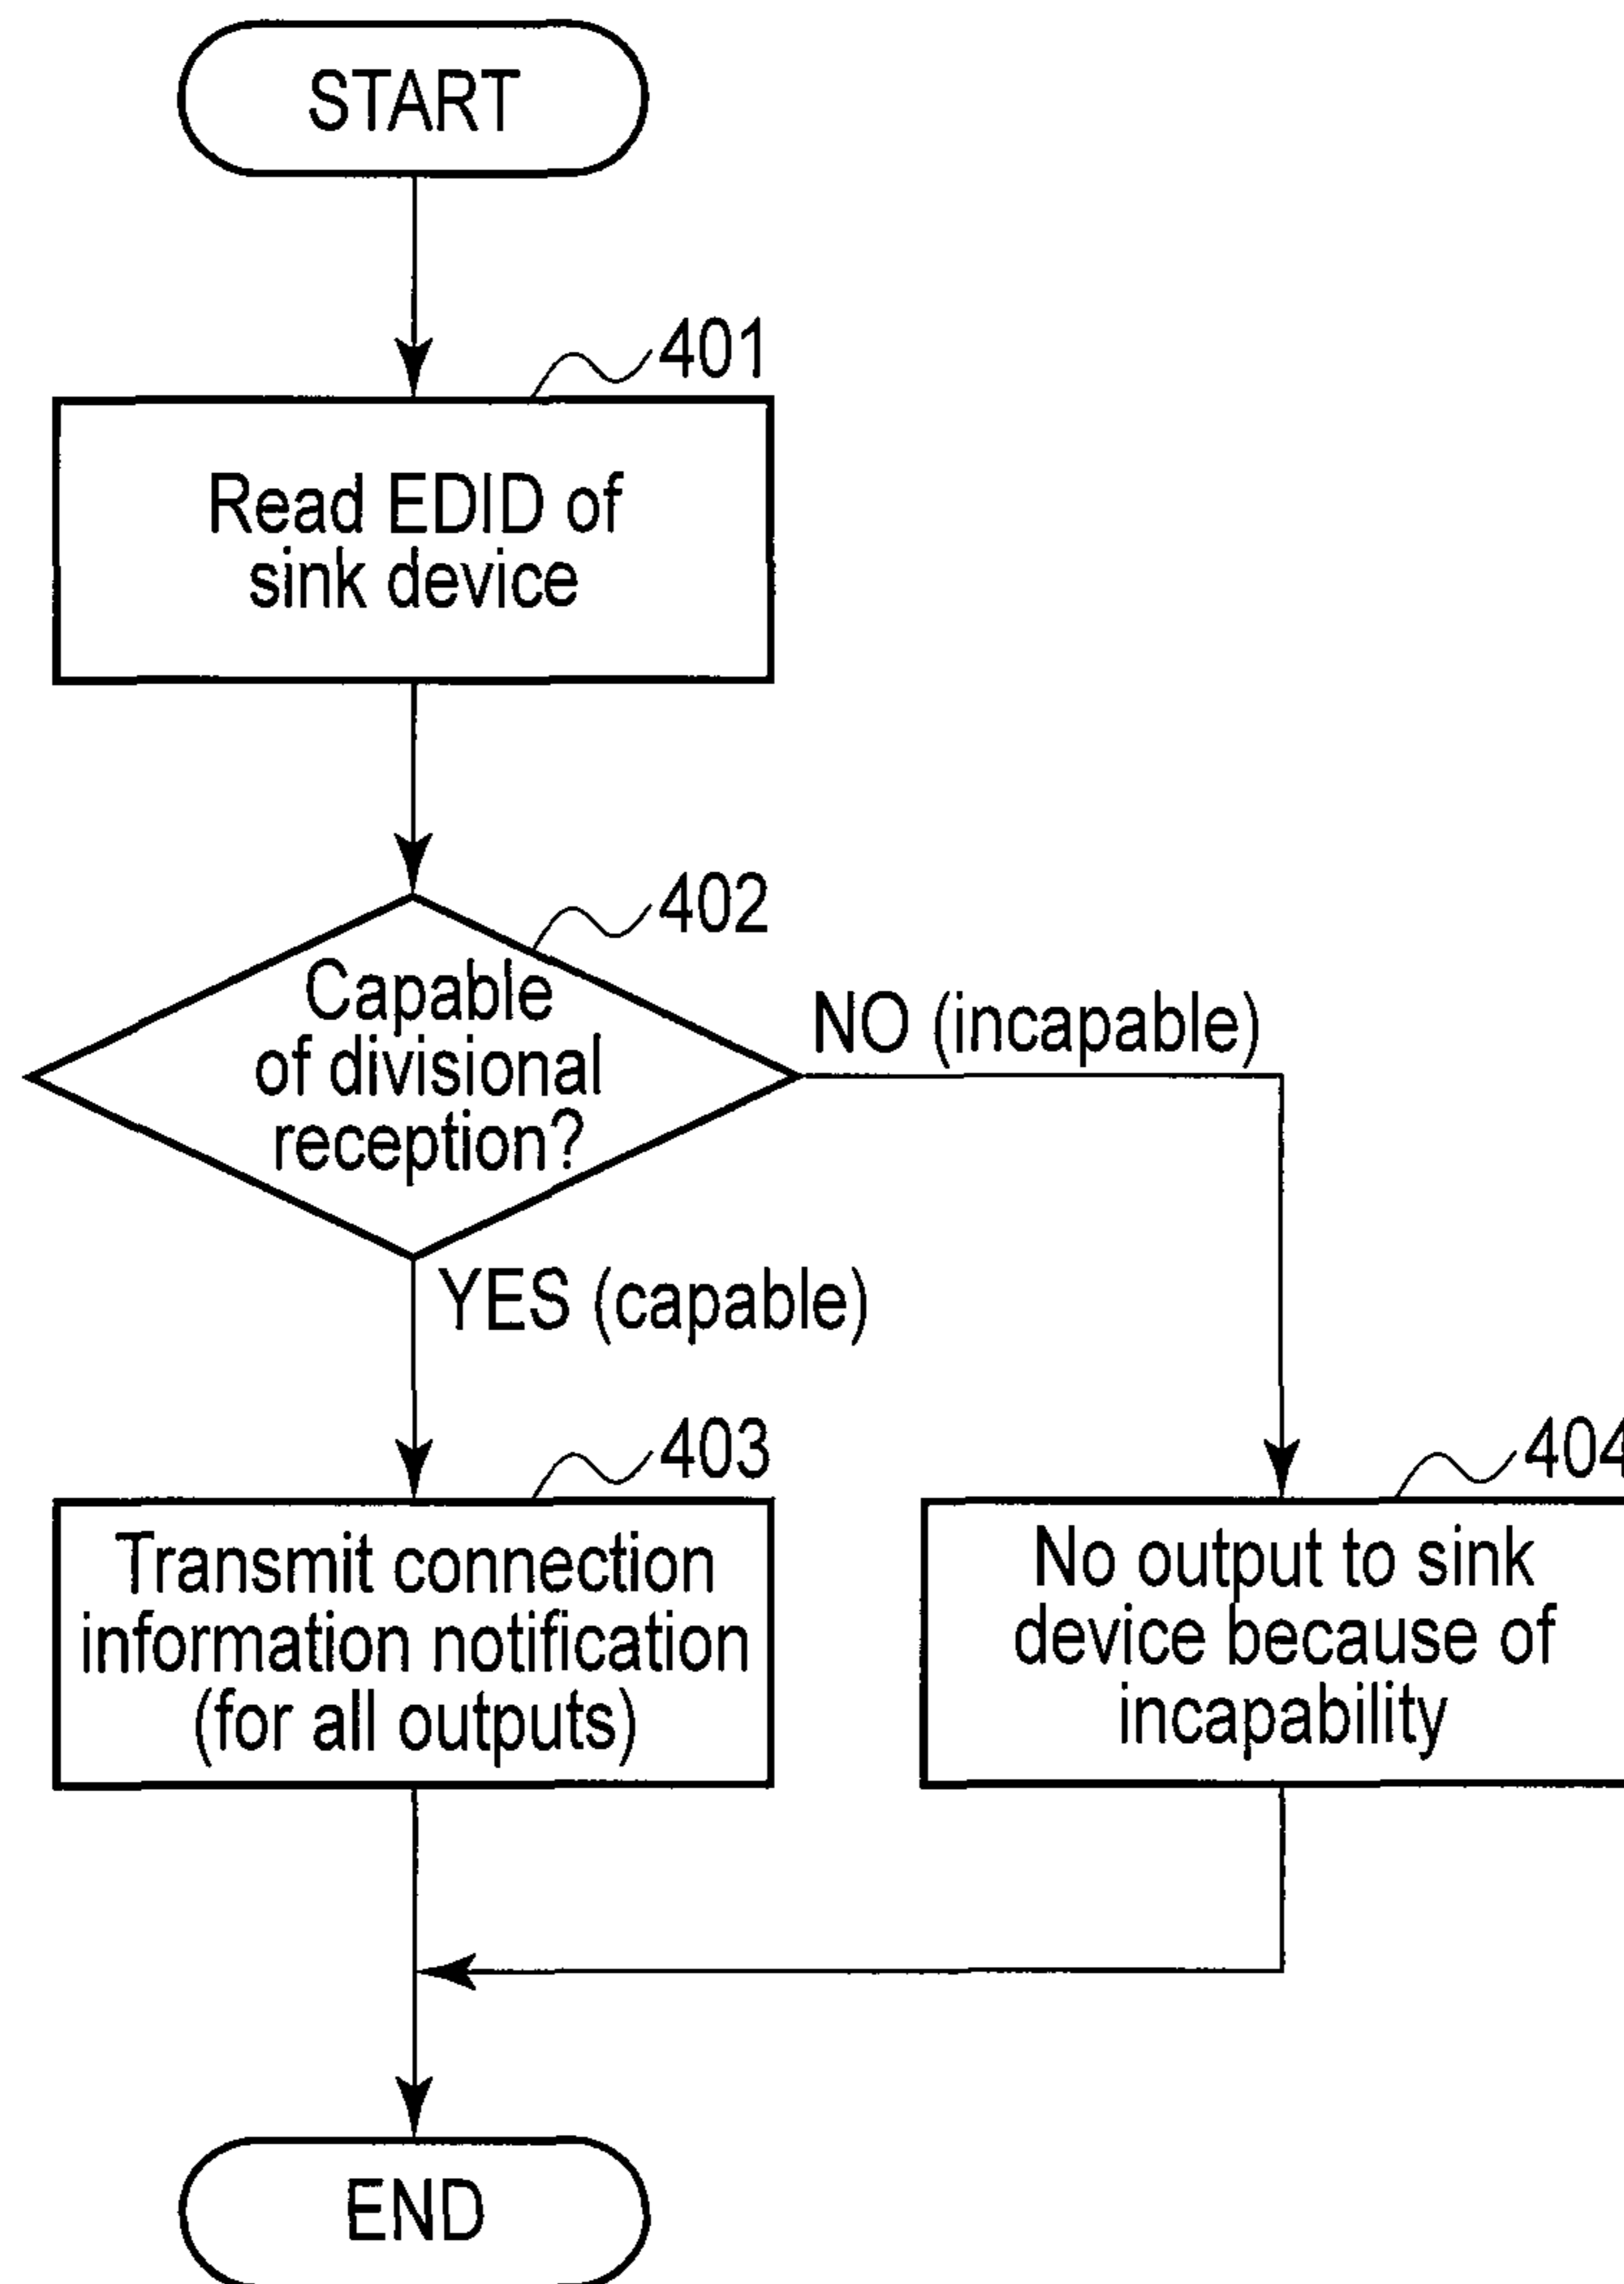 START
401
Read EDID of
sink device
402
Capable
of divisional
reception?
NO (incapable)
YES (capable)
403
Transmit connection
information notification
(for all outputs)
404
No output to sink
device because of
incapability
END